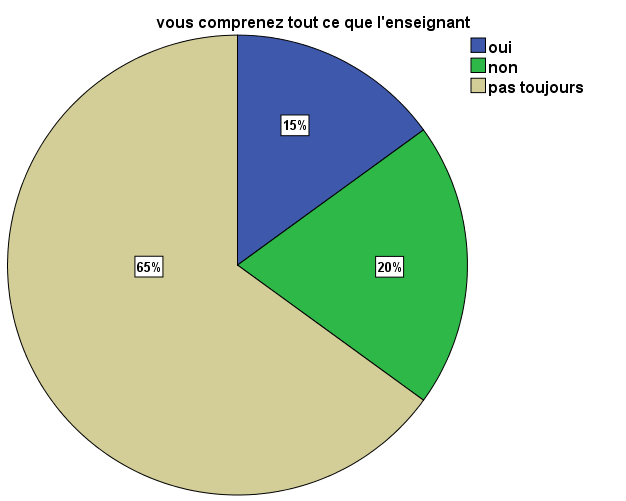 vous comprenez tout ce que l'enseignant
oui
non
pas toujours
15%
20%
65%